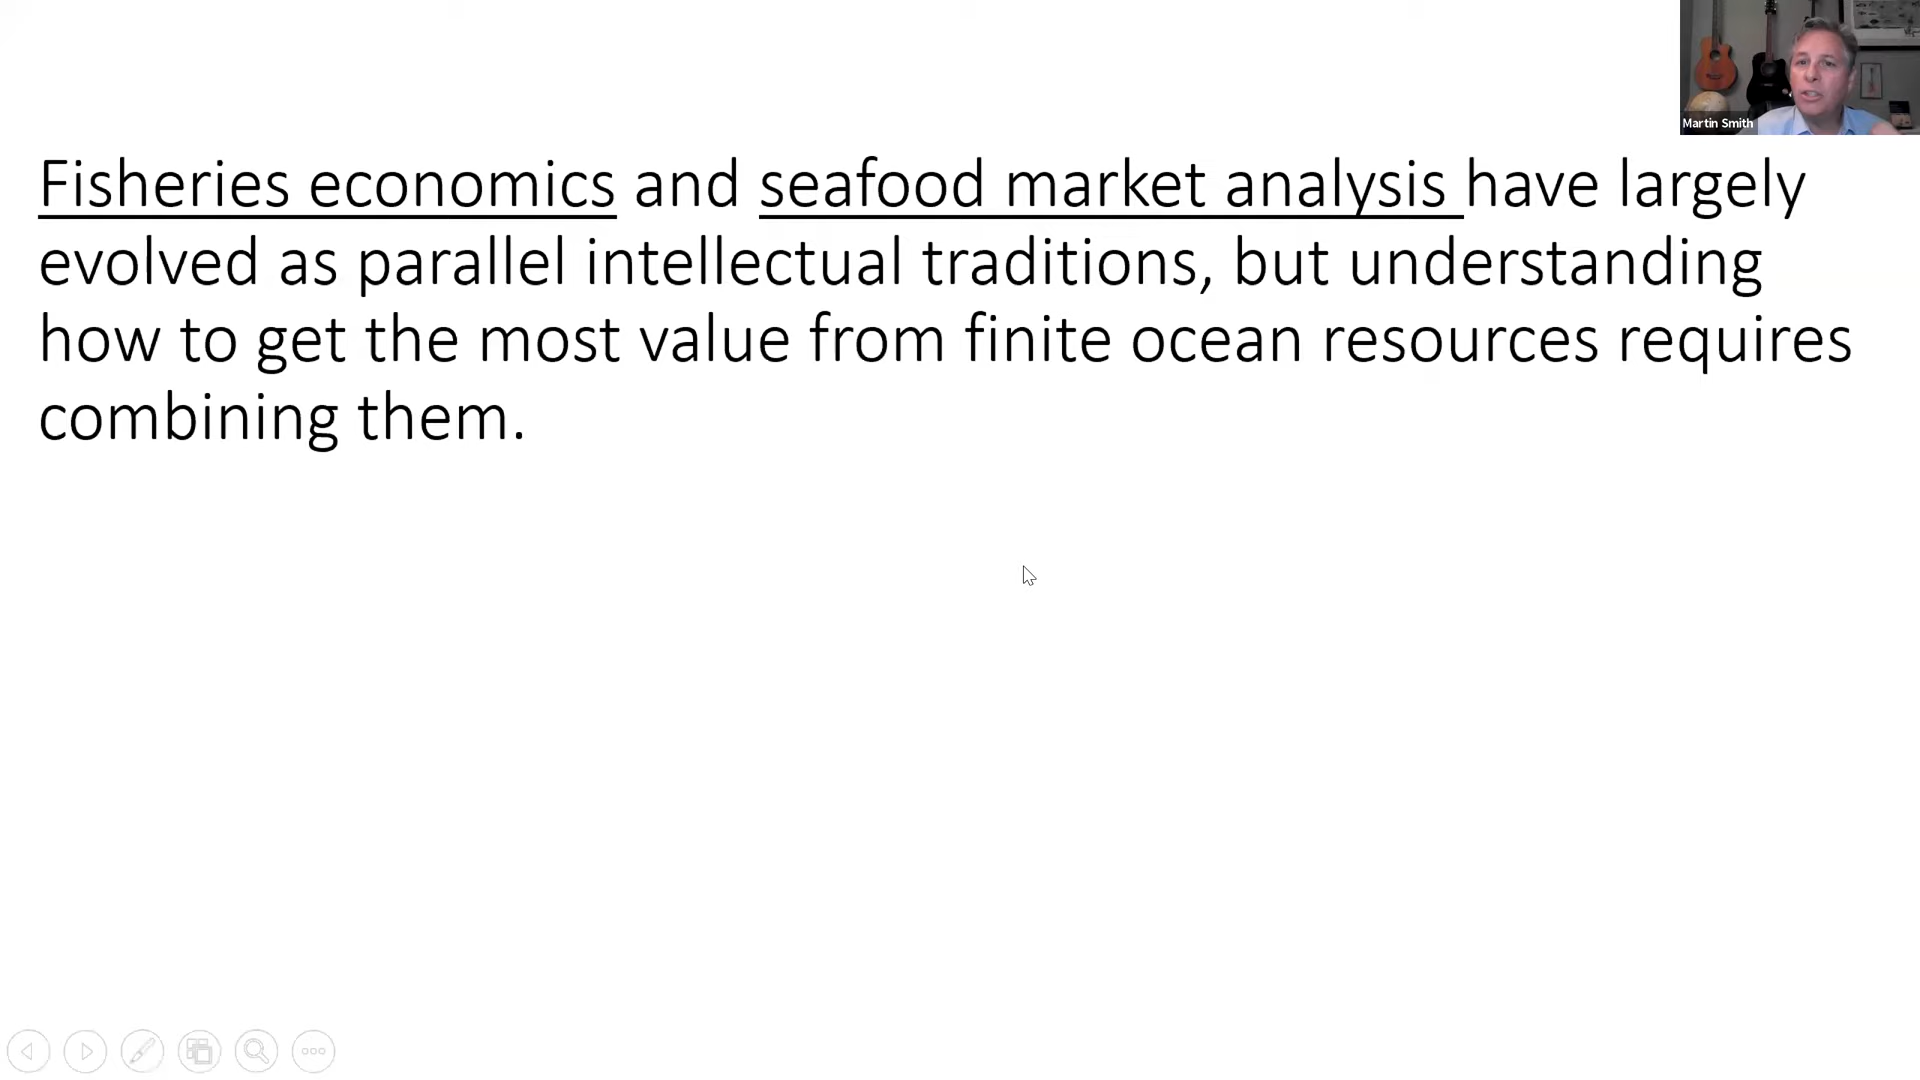 Martin Smith
Fisheries economics and seafood market analysis have largely
evolved as parallel intellectual traditions, but understanding
how to get the most value from finite ocean resources requires
combining them.